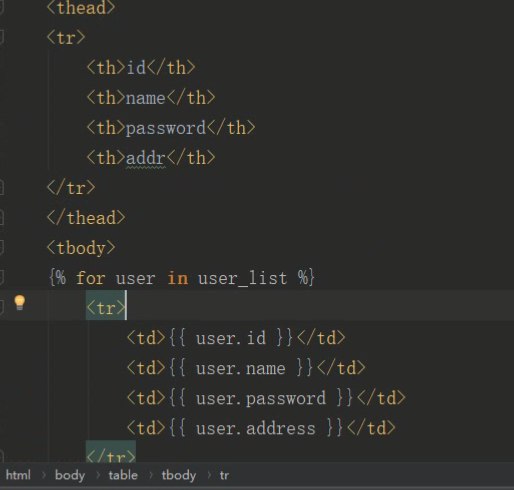 <thead>
<tr>
    <th>id</th>
    <th>name</th>
    <th>password</th>
    <th>addr</th>
</tr>
</thead>
<tbody>
{% for user in user_list %}
    <tr>
        <td>{{ user.id }}</td>
        <td>{{ user.name }}</td>
        <td>{{ user.password }}</td>
        <td>{{ user.address }}</td>
    </tr>
html › body › table › tbody › tr